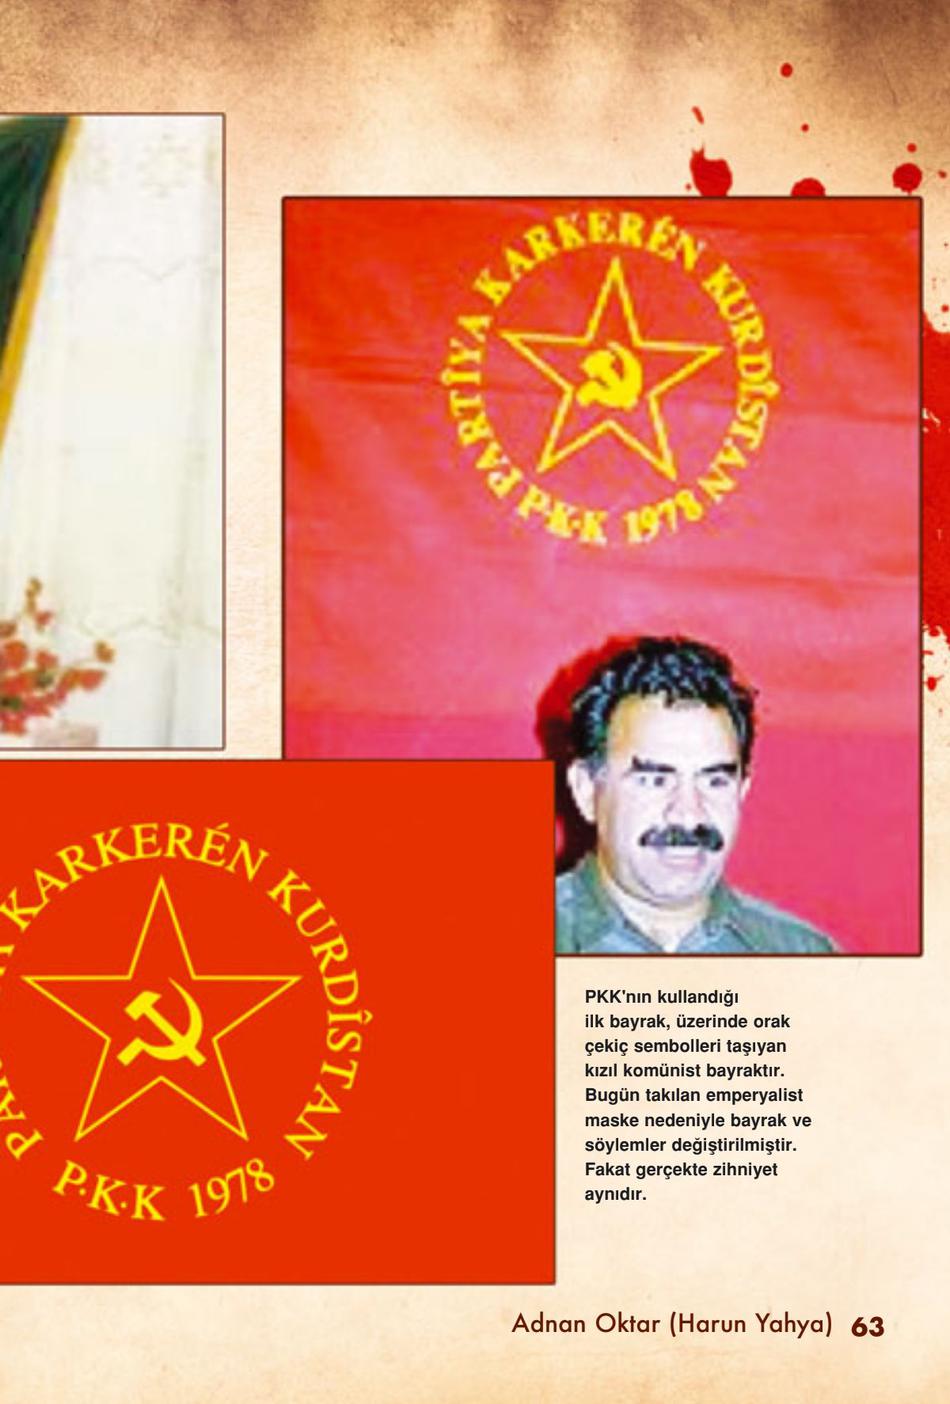 PARTÎYA KARKERÉN KURDÎSTAN
P.K.K 1978
KARKERÉN KURDÎSTAN
P.K.K 1978
PKK'nın kullandığı
ilk bayrak, üzerinde orak
çekiç sembolleri taşıyan
kızıl komünist bayraktır.
Bugün takılan emperyalist
maske nedeniyle bayrak ve
söylemler değiştirilmiştir.
Fakat gerçekte zihniyet
aynıdır.
Adnan Oktar (Harun Yahya) 63